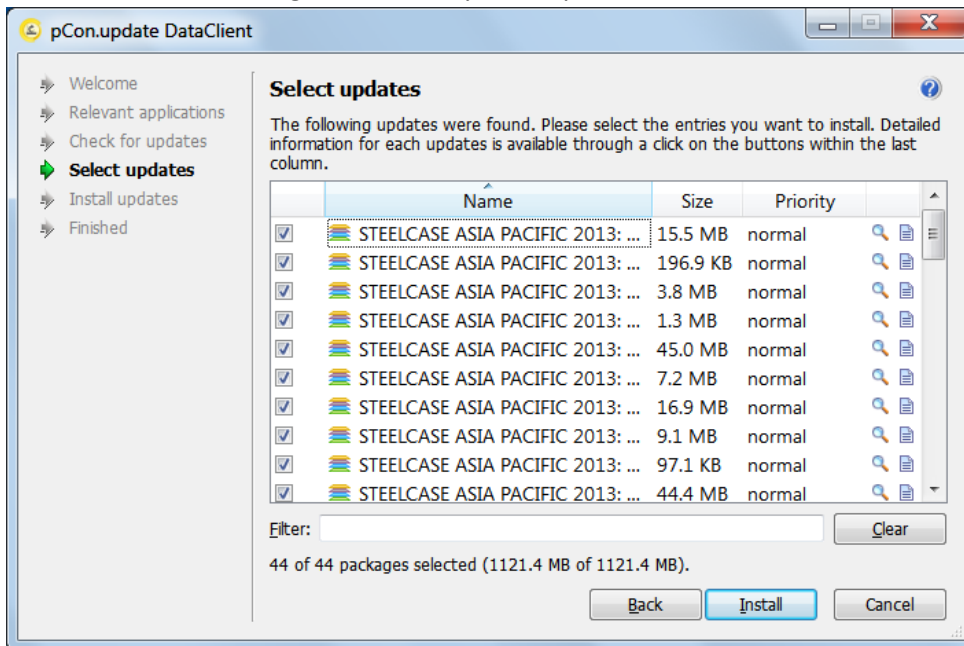 pCon.update DataClient
Welcome
Relevant applications
Check for updates
Select updates
Install updates
Finished
Select updates
The following updates were found. Please select the entries you want to install. Detailed
information for each updates is available through a click on the buttons within the last
column.
Name Size Priority
STEELCASE ASIA PACIFIC 2013: ... 15.5 MB normal
STEELCASE ASIA PACIFIC 2013: ... 196.9 KB normal
STEELCASE ASIA PACIFIC 2013: ... 3.8 MB normal
STEELCASE ASIA PACIFIC 2013: ... 1.3 MB normal
STEELCASE ASIA PACIFIC 2013: ... 45.0 MB normal
STEELCASE ASIA PACIFIC 2013: ... 7.2 MB normal
STEELCASE ASIA PACIFIC 2013: ... 16.9 MB normal
STEELCASE ASIA PACIFIC 2013: ... 9.1 MB normal
STEELCASE ASIA PACIFIC 2013: ... 97.1 KB normal
STEELCASE ASIA PACIFIC 2013: ... 44.4 MB normal
Filter: Clear
44 of 44 packages selected (1121.4 MB of 1121.4 MB).
Back Install Cancel